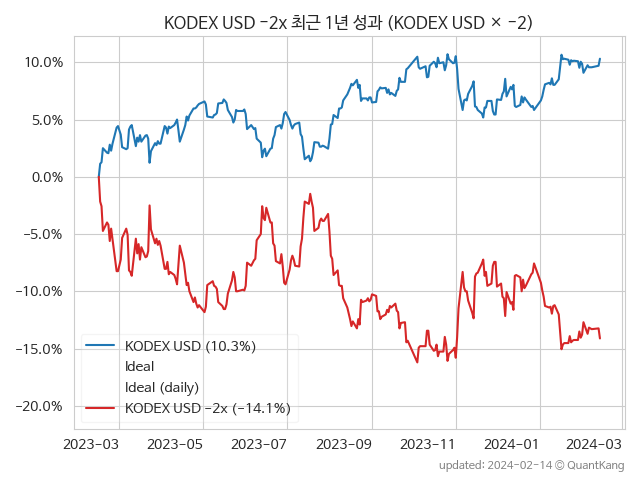 KODEX USD −2x 최근 1년 성과 (KODEX USD × −2)
10.0%
5.0%
0.0%
−5.0%
−10.0%
−15.0%
−20.0%
KODEX USD (10.3%)
Ideal
Ideal (daily)
KODEX USD −2x (−14.1%)
2023-03 2023-05 2023-07 2023-09 2023-11 2024-01 2024-03
updated: 2024-02-14 © QuantKang